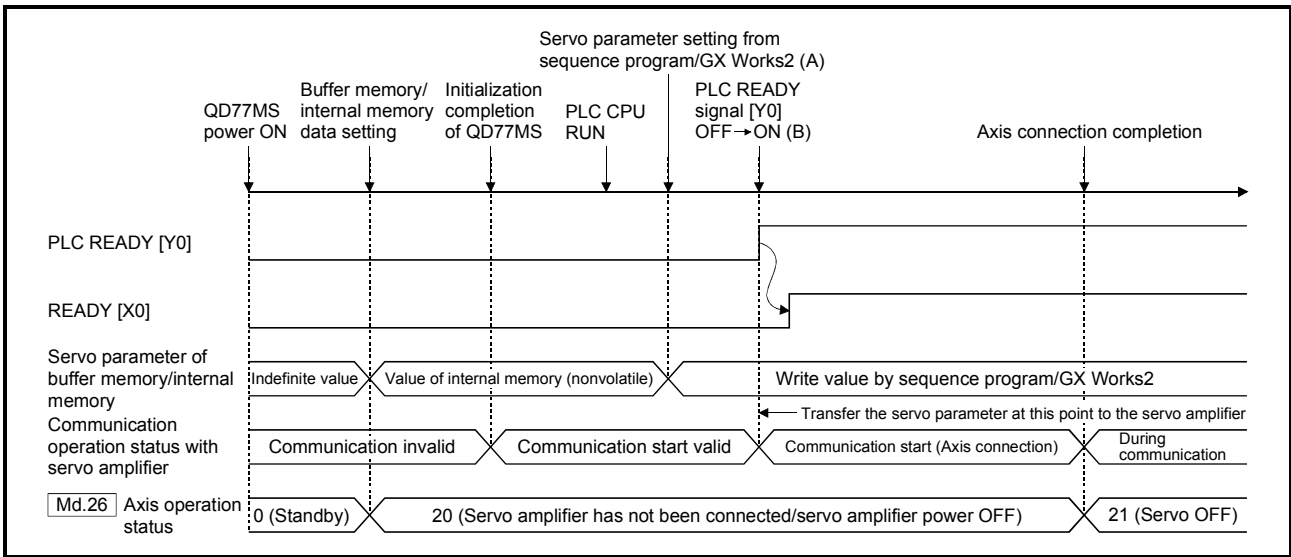 Servo parameter setting from
sequence program/GX Works2 (A)
QD77MS
power ON
Buffer memory/
internal memory
data setting
Initialization
completion
of QD77MS
PLC CPU
RUN
PLC READY
signal [Y0]
OFF→ON (B)
Axis connection completion
PLC READY [Y0]
READY [X0]
Servo parameter of
buffer memory/internal
memory
Indefinite value
Value of internal memory (nonvolatile)
Write value by sequence program/GX Works2
Transfer the servo parameter at this point to the servo amplifier
Communication
operation status with
servo amplifier
Communication invalid
Communication start valid
Communication start (Axis connection)
During
communication
Md.26 Axis operation
status
0 (Standby)
20 (Servo amplifier has not been connected/servo amplifier power OFF)
21 (Servo OFF)